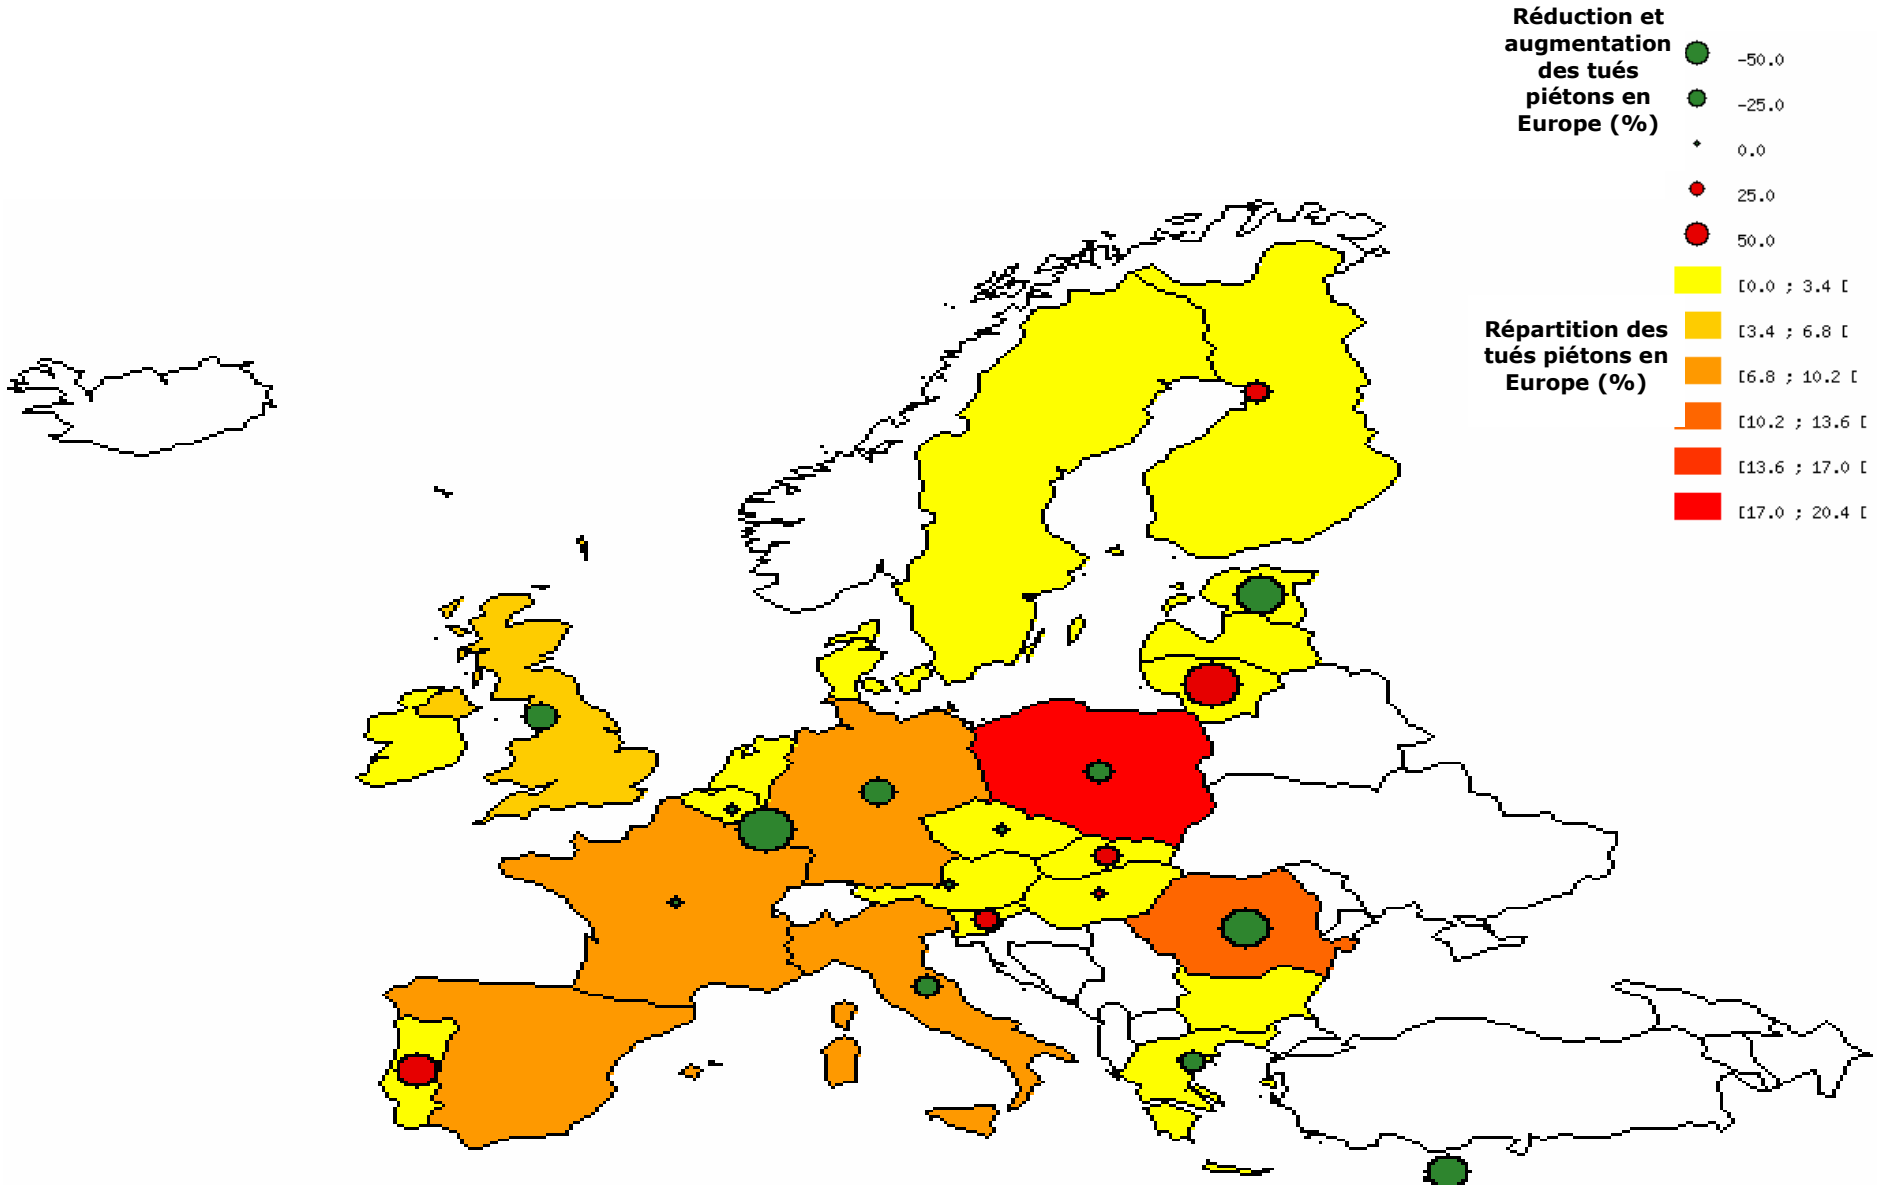 Réduction et
augmentation
des tués
piétons en
Europe (%)
-50.0
-25.0
0.0
25.0
50.0
Répartition des
tués piétons en
Europe (%)
[0.0 ; 3.4 [
[3.4 ; 6.8 [
[6.8 ; 10.2 [
[10.2 ; 13.6 [
[13.6 ; 17.0 [
[17.0 ; 20.4 [